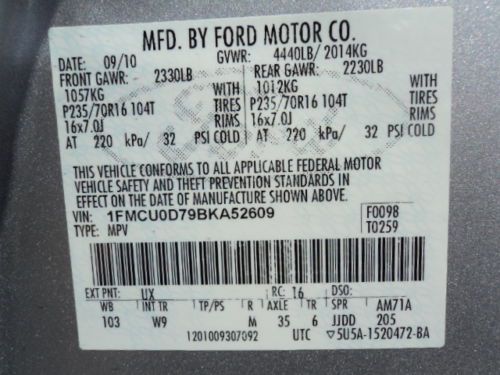 MFD. BY FORD MOTOR CO.
DATE: 09/10 GVWR: 4440LB/ 2014KG
FRONT GAWR: 2330LB REAR GAWR: 2230LB
1057KG WITH 1012KG WITH
P235/70R16 104T TIRES P235/70R16 104T TIRES
16x7.0J RIMS 16x7.0J RIMS
AT 220 kPa/ 32 PSI COLD AT 220 kPa/ 32 PSI COLD
THIS VEHICLE CONFORMS TO ALL APPLICABLE FEDERAL MOTOR
VEHICLE SAFETY AND THEFT PREVENTION STANDARDS IN
EFFECT ON THE DATE OF MANUFACTURE SHOWN ABOVE.
VIN: 1FMCU0D79BKA52609 F0098
TYPE: MPV T0259
EXT PNT: UX RC: 16 DSO:
WB INT TR TP/PS R AXLE TR SPR AM71A
103 W9 M 35 6 JJDD 205
1201009307092 UTC ▽5U5A-1520472-BA